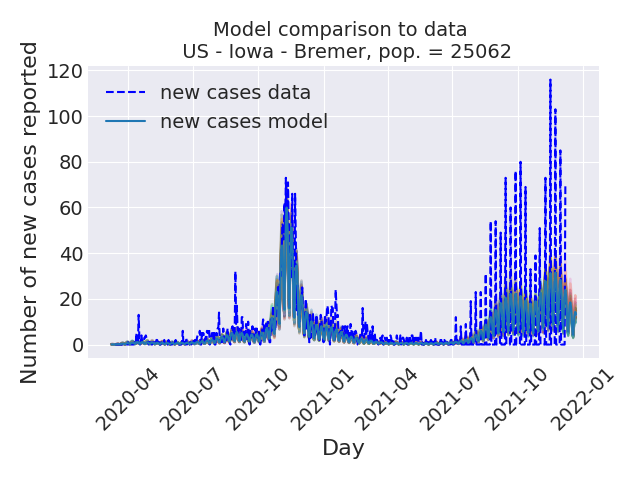 Model comparison to data
US - Iowa - Bremer, pop. = 25062
120
100
80
60
40
20
0
Number of new cases reported
new cases data
new cases model
2020-04
2020-07
2020-10
2021-01
2021-04
2021-07
2021-10
2022-01
Day